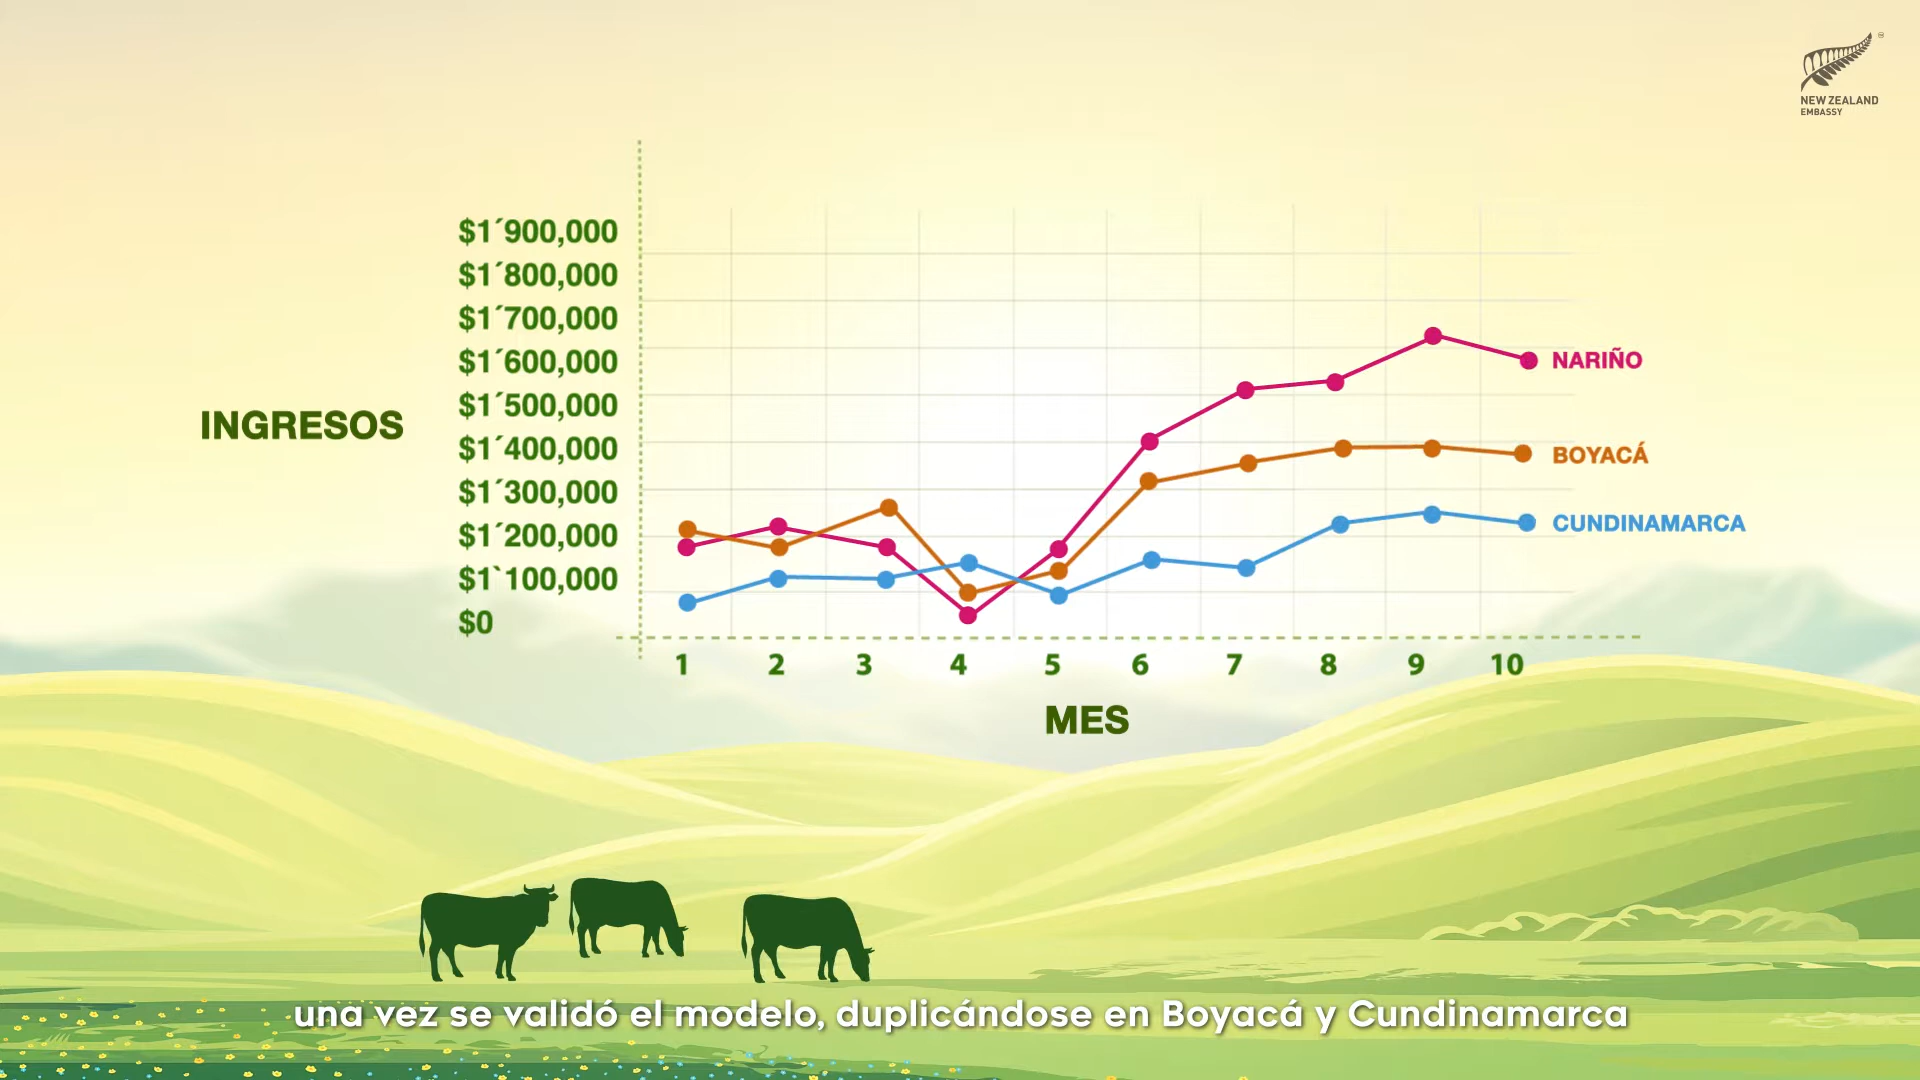 NEW ZEALAND
EMBASSY
$1´900,000
$1´800,000
$1´700,000
$1´600,000
$1´500,000
$1´400,000
$1´300,000
$1´200,000
$1`100,000
$0
INGRESOS
NARIÑO
BOYACÁ
CUNDINAMARCA
1 2 3 4 5 6 7 8 9 10
MES
una vez se validó el modelo, duplicándose en Boyacá y Cundinamarca